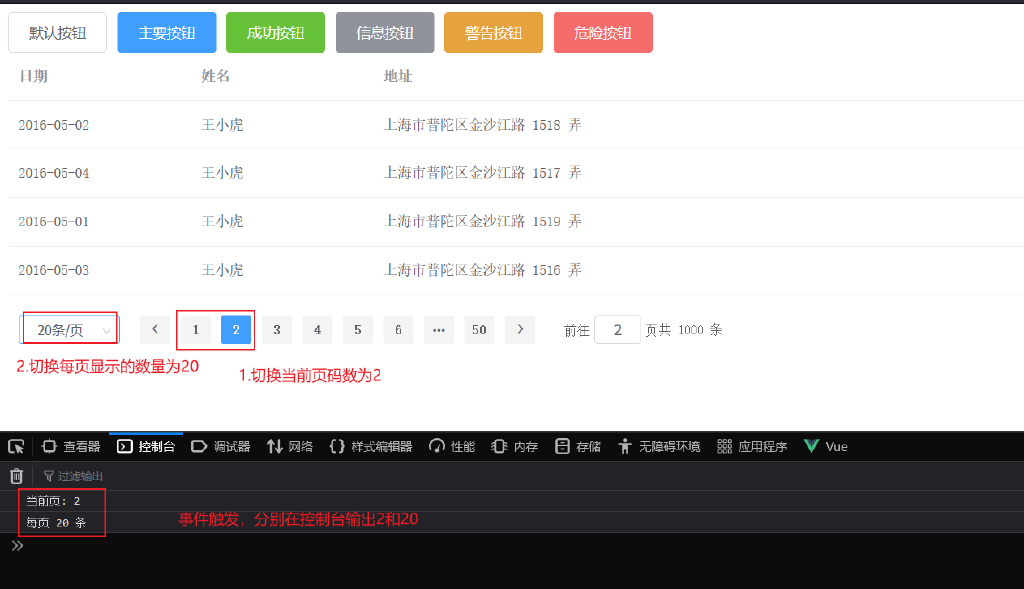 默认按钮 主要按钮 成功按钮 信息按钮 警告按钮 危险按钮
日期 姓名 地址
2016-05-02 王小虎 上海市普陀区金沙江路 1518 弄
2016-05-04 王小虎 上海市普陀区金沙江路 1517 弄
2016-05-01 王小虎 上海市普陀区金沙江路 1519 弄
2016-05-03 王小虎 上海市普陀区金沙江路 1516 弄
20条/页 1 2 3 4 5 6 ••• 50 前往 2 页共 1000 条
2.切换每页显示的数量为20
1.切换当前页码数为2
查看器 控制台 调试器 网络 样式编辑器 性能 内存 存储 无障碍环境 应用程序 Vue
过滤输出
当前页: 2
每页 20 条
事件触发，分别在控制台输出2和20